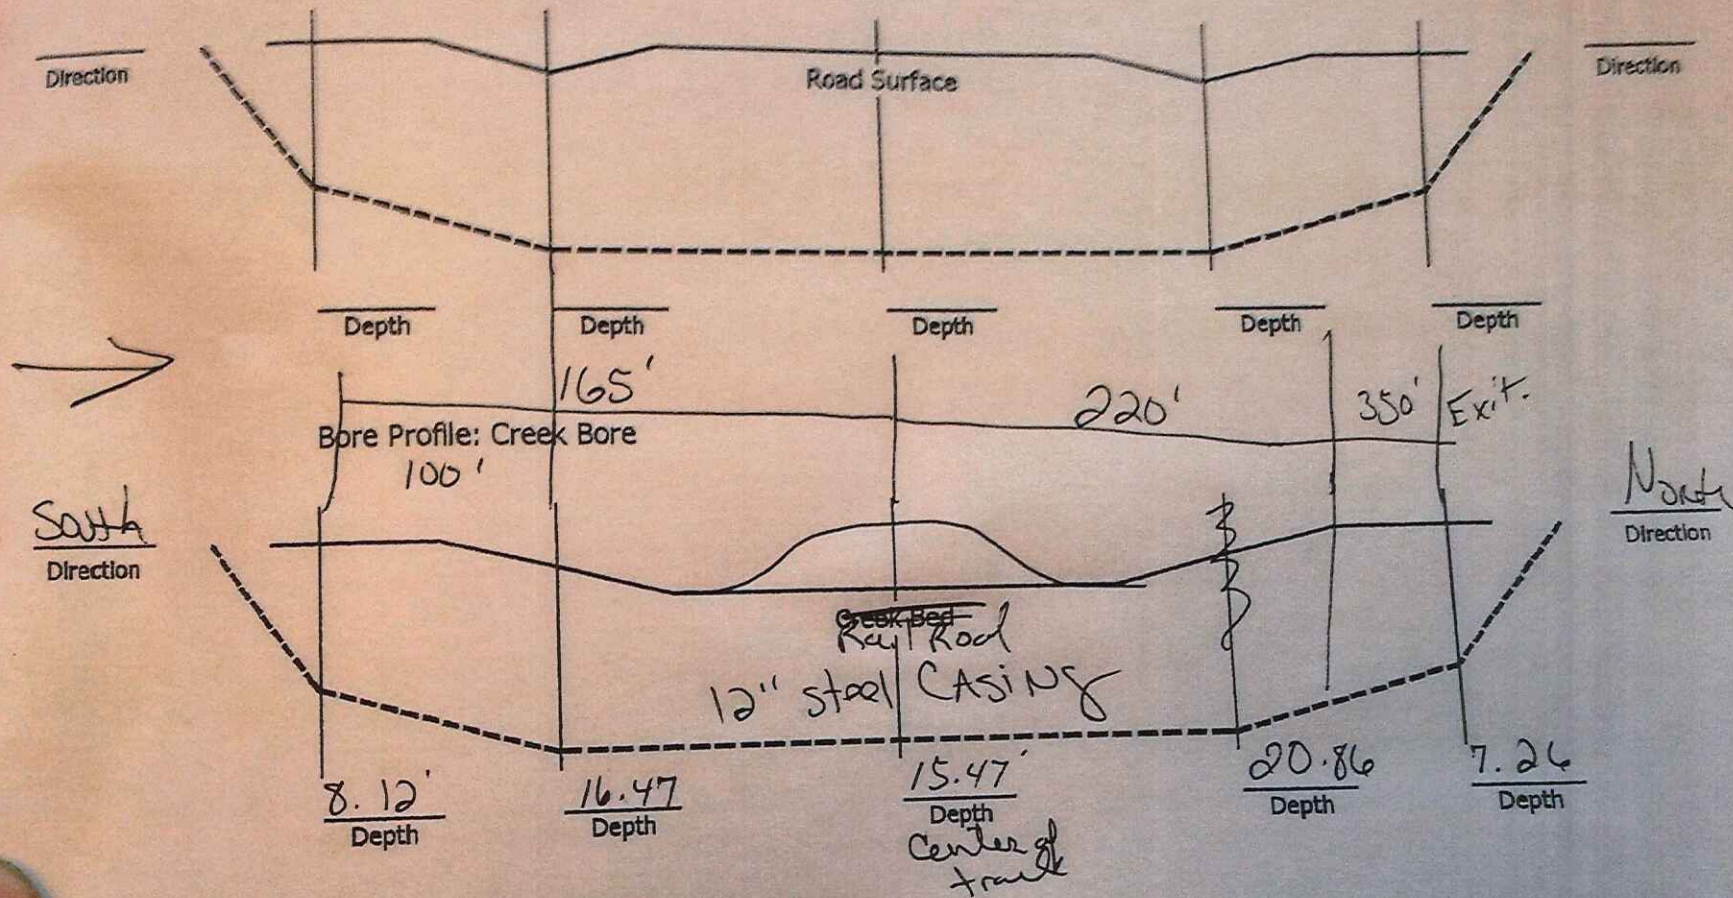 Direction
Road Surface
Direction
Depth
Depth
Depth
Depth
Depth
165'
220'
350'
Exit.
Bore Profile: Creek Bore
100'
South
Direction
North
Direction
Creek Bed
Rail Road
12" steel CASING
8.12'
Depth
16.47
Depth
15.47'
Depth
20.86
Depth
7.26
Depth
Center of
track